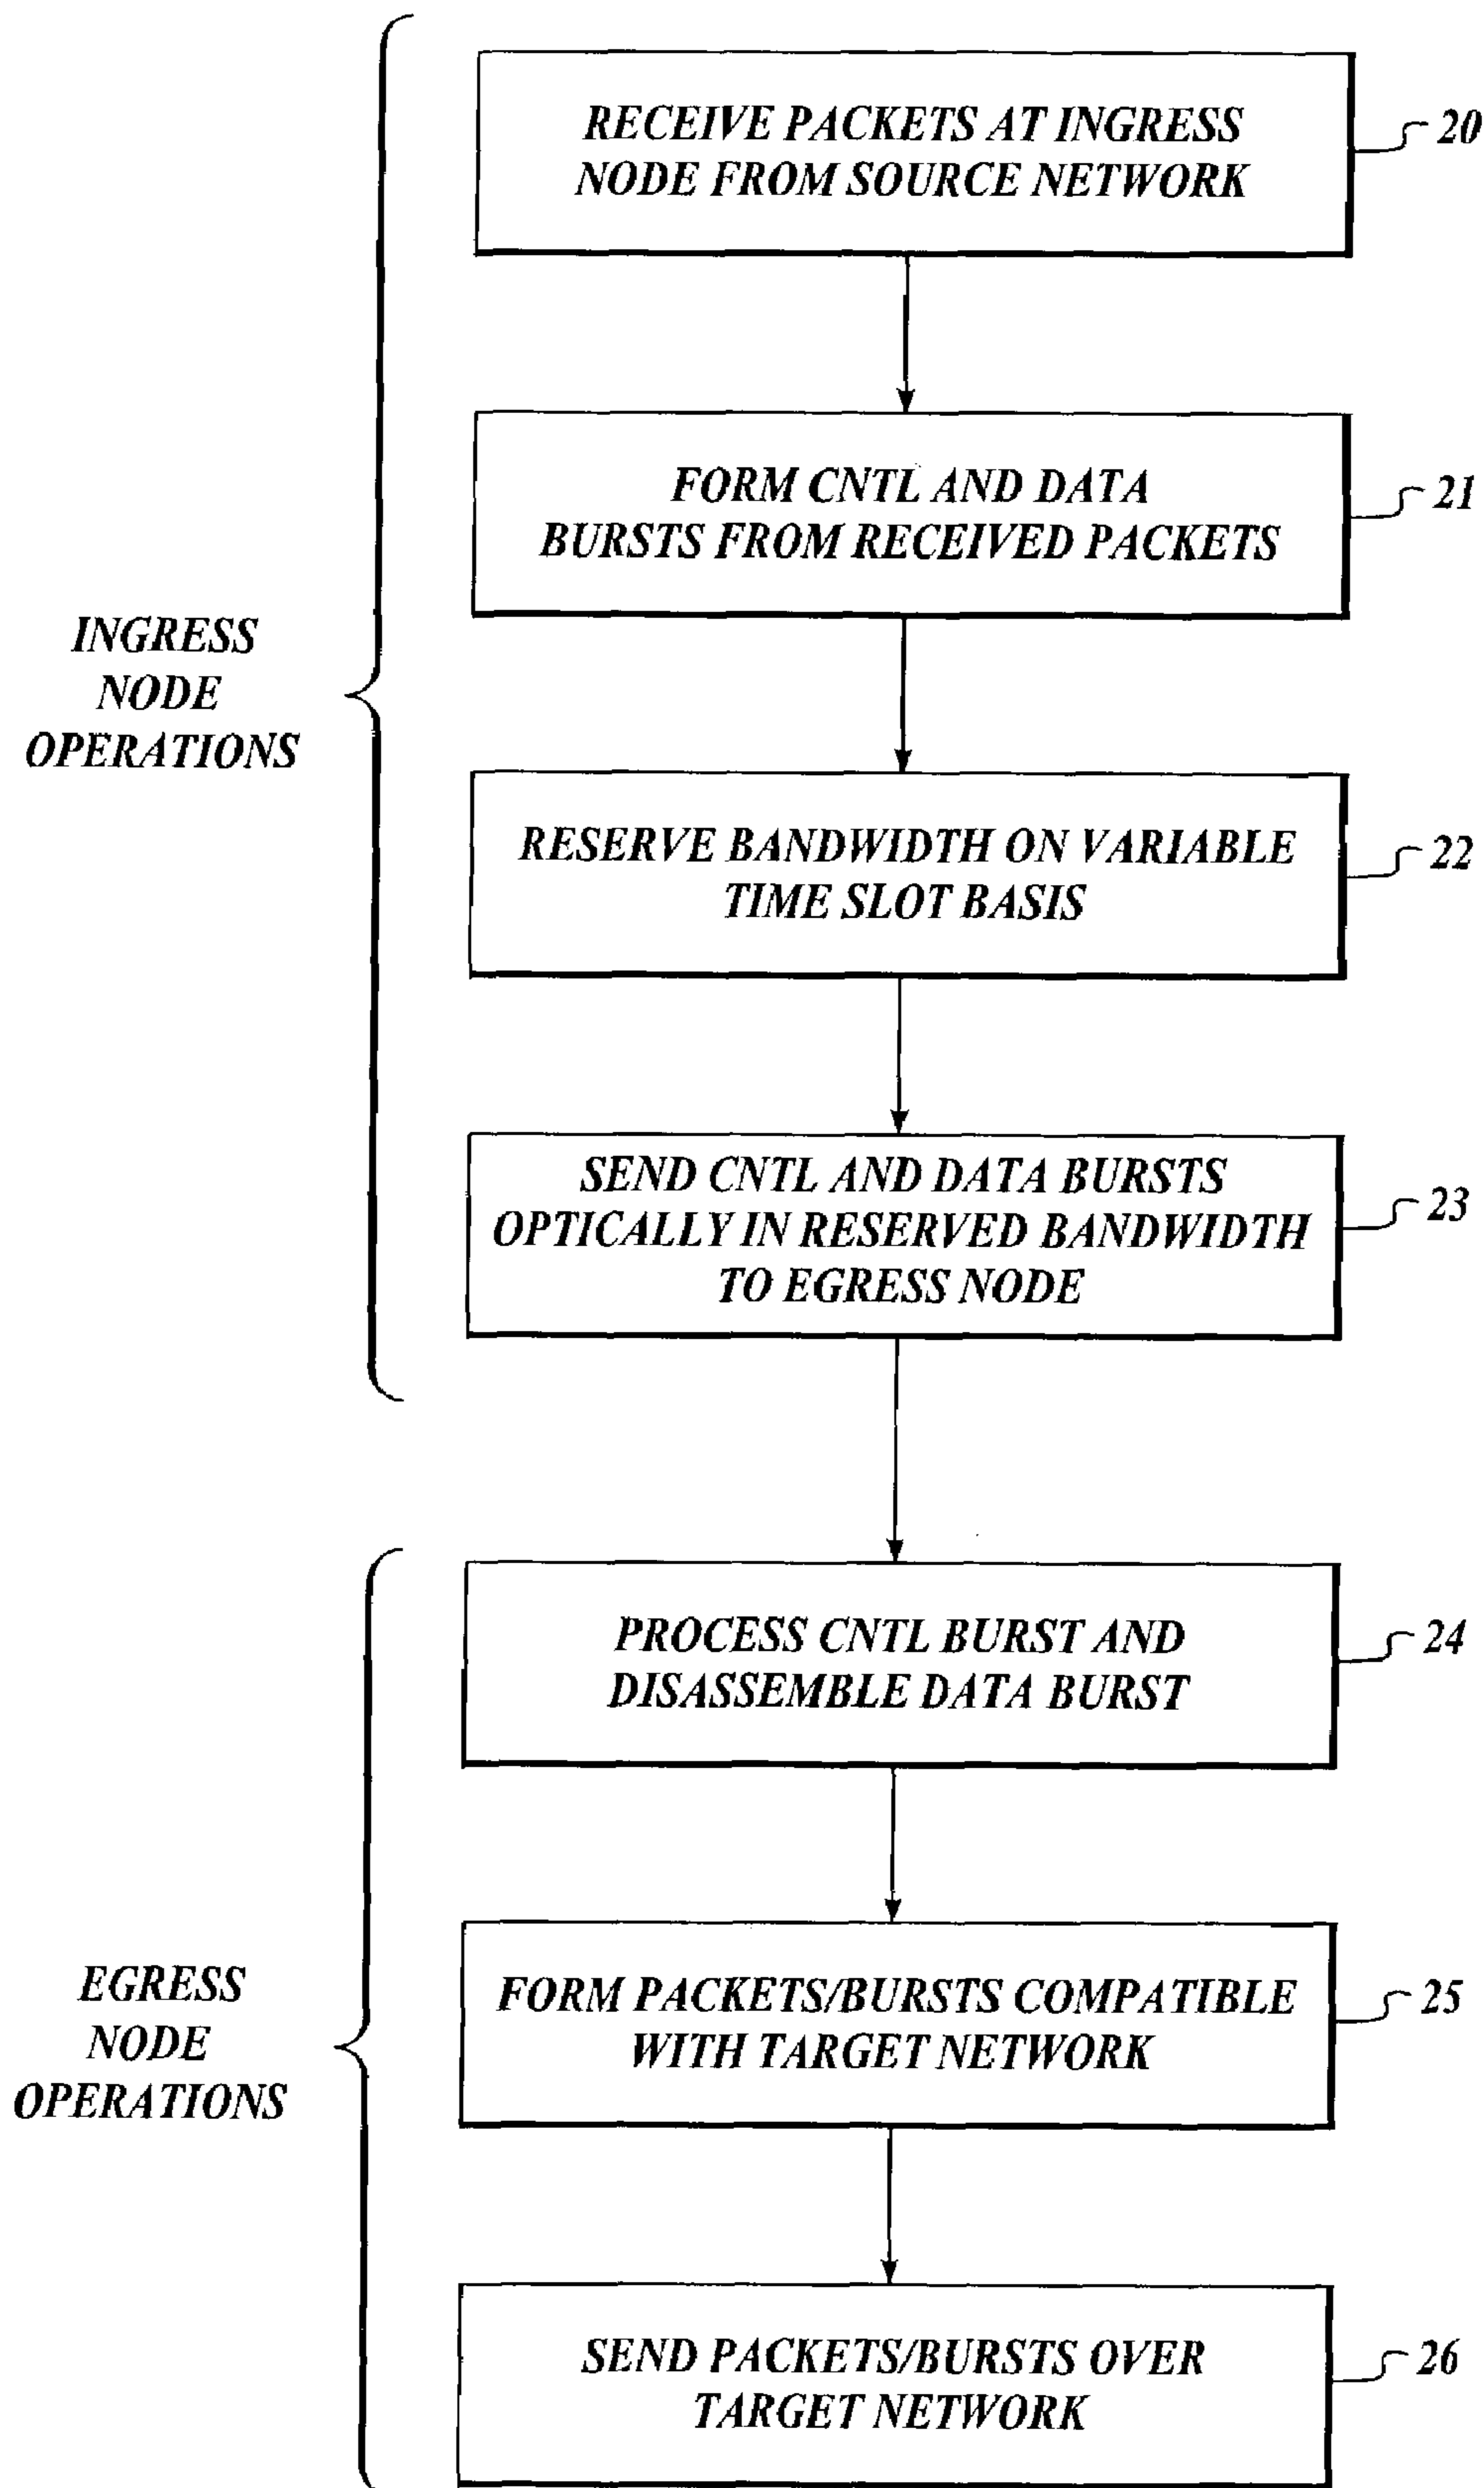 RECEIVE PACKETS AT INGRESS
NODE FROM SOURCE NETWORK
20
FORM CNTL AND DATA
BURSTS FROM RECEIVED PACKETS
21
INGRESS
NODE
OPERATIONS
RESERVE BANDWIDTH ON VARIABLE
TIME SLOT BASIS
22
SEND CNTL AND DATA BURSTS
OPTICALLY IN RESERVED BANDWIDTH
TO EGRESS NODE
23
PROCESS CNTL BURST AND
DISASSEMBLE DATA BURST
24
EGRESS
NODE
OPERATIONS
FORM PACKETS/BURSTS COMPATIBLE
WITH TARGET NETWORK
25
SEND PACKETS/BURSTS OVER
TARGET NETWORK
26